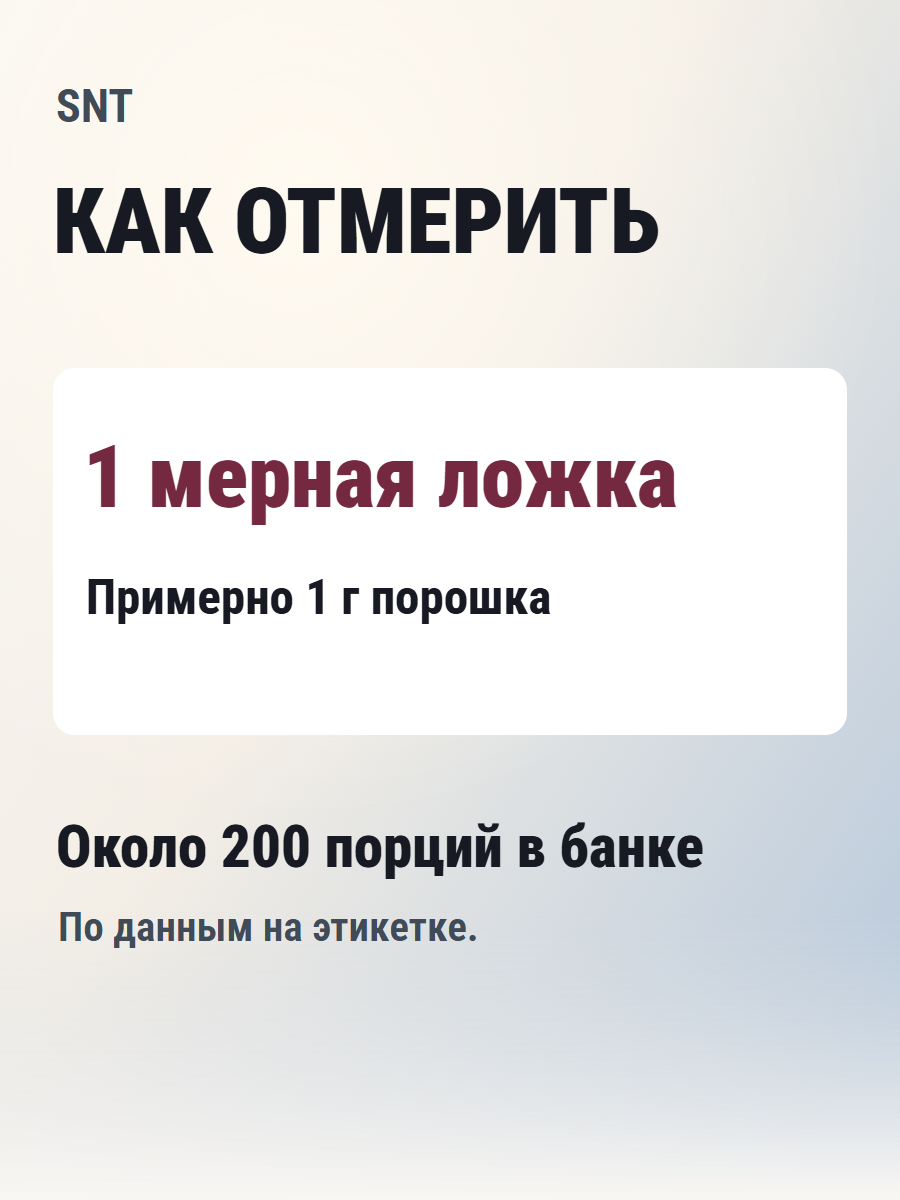 SNT
КАК ОТМЕРИТЬ
1 мерная ложка
Примерно 1 г порошка
Около 200 порций в банке
По данным на этикетке.